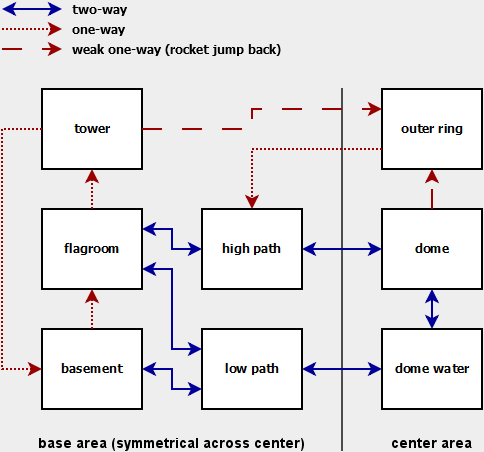 two-way
one-way
weak one-way (rocket jump back)
tower
outer ring
flagroom
high path
dome
basement
low path
dome water
base area (symmetrical across center)
center area